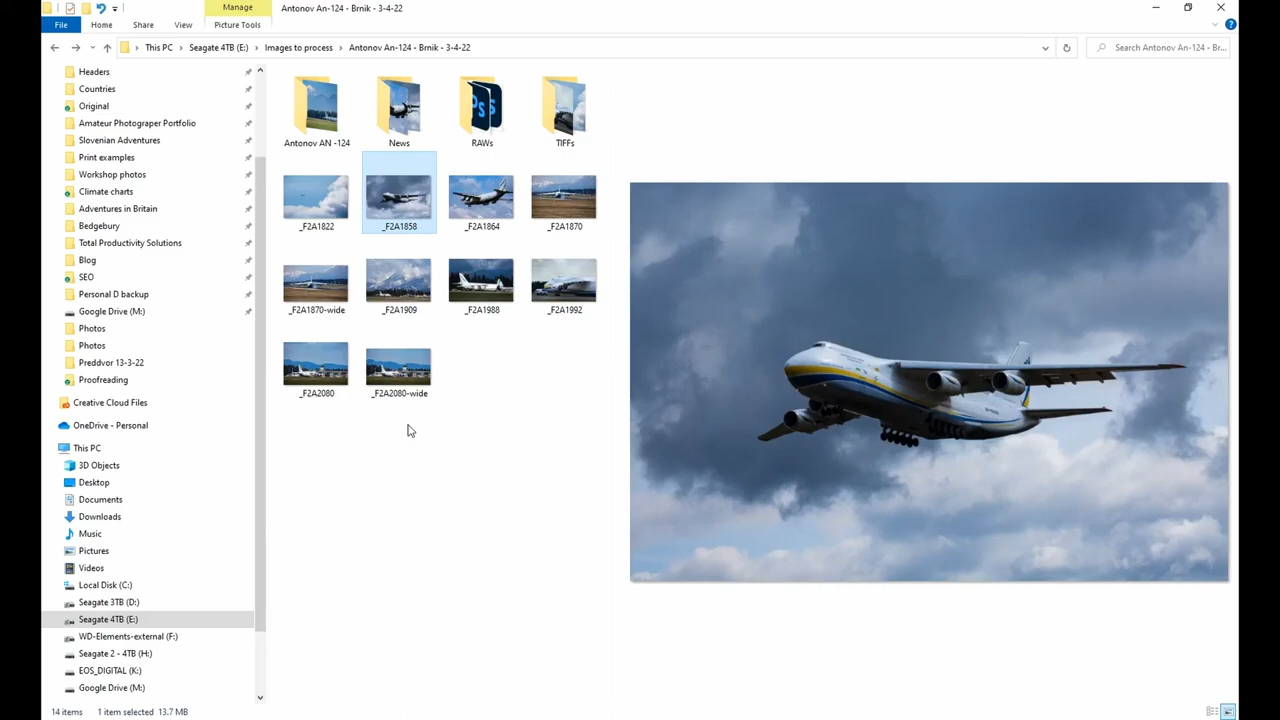 Manage
Antonov An-124 - Brnik - 3-4-22
File
Home
Share
View
Picture Tools
This PC
Seagate 4TB (E:)
Images to process
Antonov An-124 - Brnik - 3-4-22
Search Antonov An-124 - Br...
Headers
Countries
Original
Amateur Photograper Portfolio
Slovenian Adventures
Print examples
Workshop photos
Climate charts
Adventures in Britain
Bedgebury
Total Productivity Solutions
Blog
SEO
Personal D backup
Google Drive (M:)
Photos
Photos
Preddvor 13-3-22
Proofreading
Creative Cloud Files
OneDrive - Personal
This PC
3D Objects
Desktop
Documents
Downloads
Music
Pictures
Videos
Local Disk (C:)
Seagate 3TB (D:)
Seagate 4TB (E:)
WD-Elements-external (F:)
Seagate 2 - 4TB (H:)
EOS_DIGITAL (K:)
Google Drive (M:)
Ps
S
Antonov AN -124
News
RAWs
TIFFs
_F2A1822
_F2A1858
_F2A1864
_F2A1870
_F2A1870-wide
_F2A1909
_F2A1988
_F2A1992
_F2A2080
_F2A2080-wide
14 items
1 item selected 13.7 MB